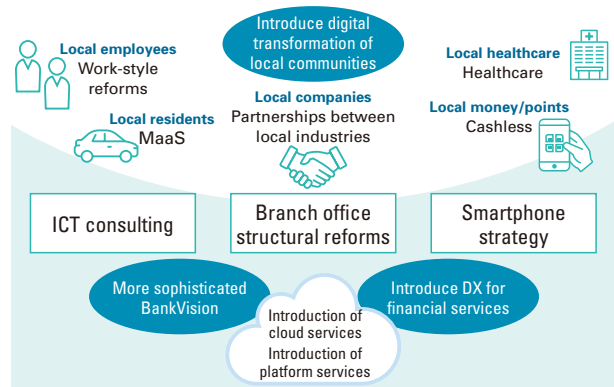 Introduce digital
transformation of
local communities
Local employees
Work-style
reforms
Local healthcare
Healthcare
Local residents
MaaS
Local companies
Partnerships between
local industries
Local money/points
Cashless
ICT consulting
Branch office
structural reforms
Smartphone
strategy
More sophisticated
BankVision
Introduce DX for
financial services
Introduction of
cloud services
Introduction of
platform services